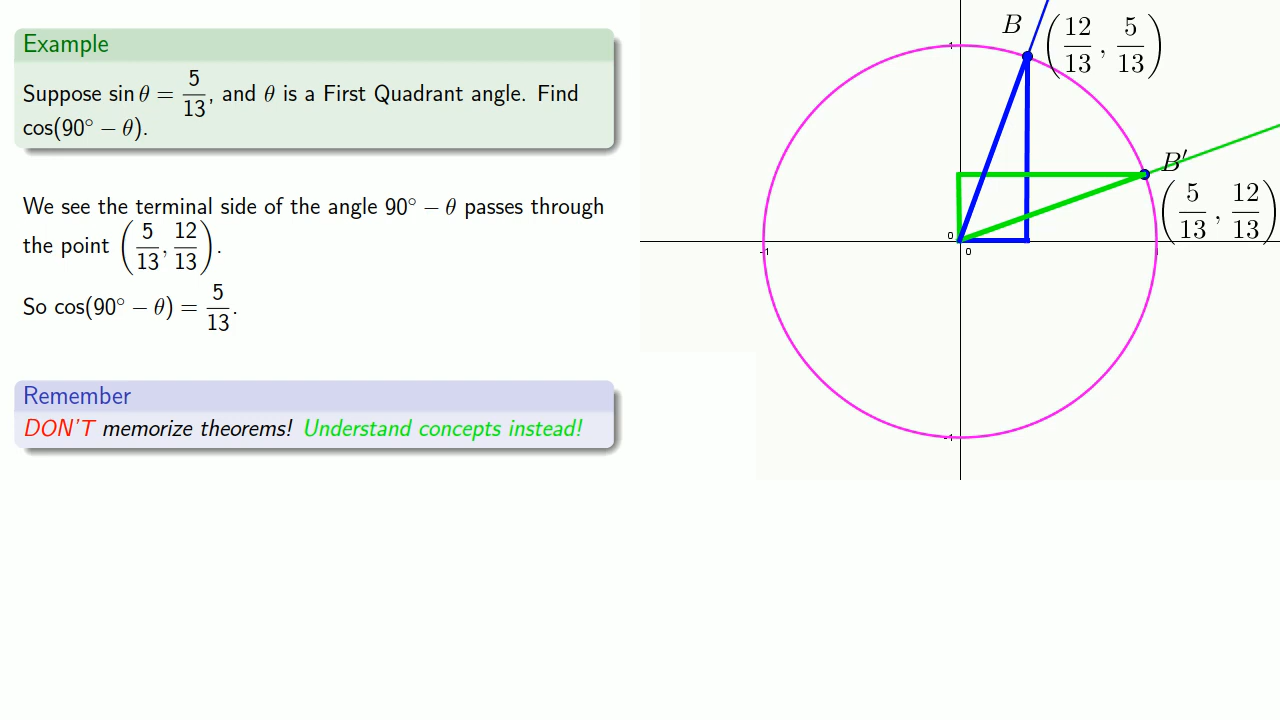 Example
Suppose sin θ = 5/13, and θ is a First Quadrant angle. Find
cos(90° − θ).
We see the terminal side of the angle 90° − θ passes through
the point (5/13, 12/13).
So cos(90° − θ) = 5/13.
Remember
DON'T memorize theorems! Understand concepts instead!
B (12/13, 5/13)
1
B′
(5/13, 12/13)
0
-1 0 1
-1